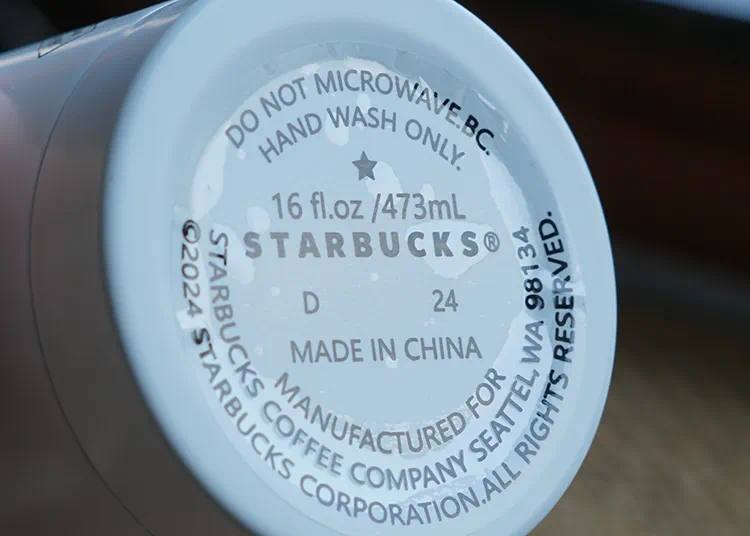 DO NOT MICROWAVE.BC.
HAND WASH ONLY.
16 fl.oz /473mL
STARBUCKS®
D 24
MADE IN CHINA
MANUFACTURED FOR
STARBUCKS COFFEE COMPANY SEATTEL WA 98134
©2024 STARBUCKS CORPORATION.ALL RIGHTS RESERVED.